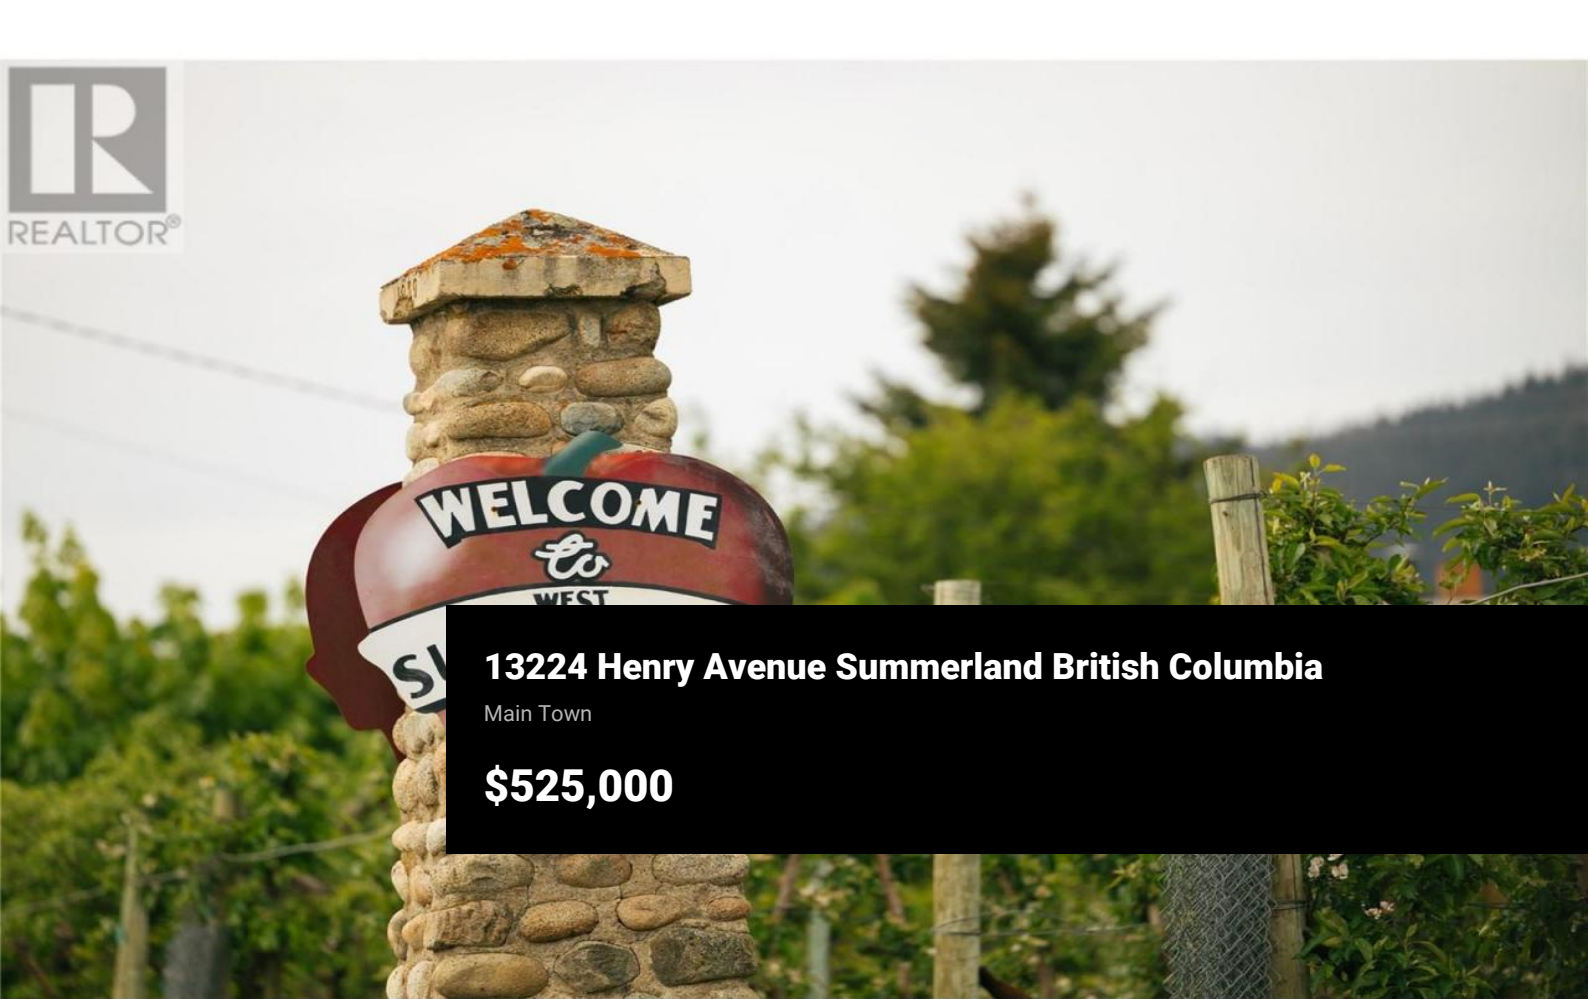 REALTOR®
WELCOME
to
WEST
13224 Henry Avenue Summerland British Columbia
Main Town
$525,000